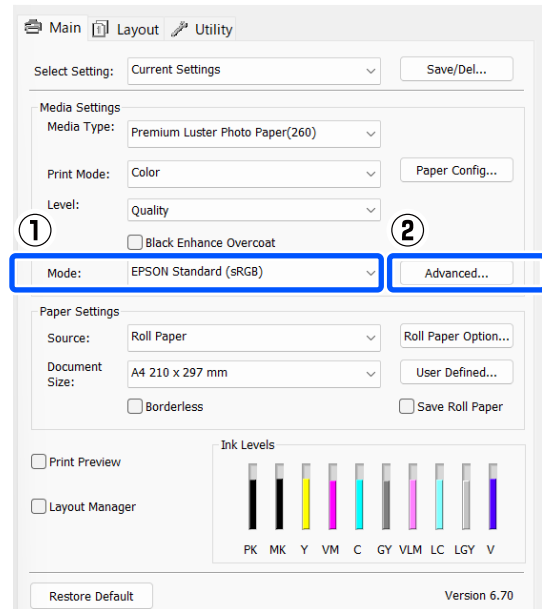 Main Layout Utility
Select Setting: Current Settings Save/Del...
Media Settings
Media Type: Premium Luster Photo Paper(260)
Print Mode: Color Paper Config...
Level: Quality
① ②
Black Enhance Overcoat
Mode: EPSON Standard (sRGB) Advanced...
Paper Settings
Source: Roll Paper Roll Paper Option...
Document
Size: A4 210 x 297 mm User Defined...
Borderless Save Roll Paper
Ink Levels
Print Preview
Layout Manager
PK MK Y VM C GY VLM LC LGY V
Restore Default Version 6.70